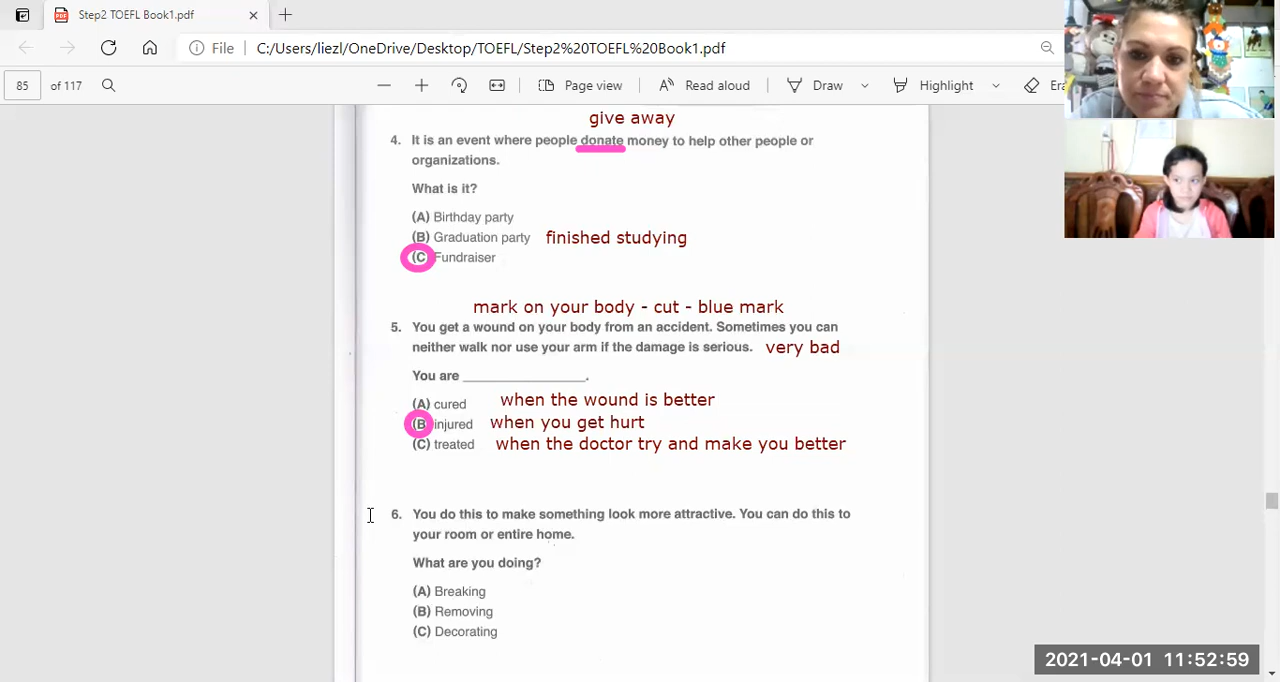 Step2 TOEFL Book1.pdf
File C:/Users/liezl/OneDrive/Desktop/TOEFL/Step2%20TOEFL%20Book1.pdf
85 of 117 Page view Read aloud Draw Highlight
give away
4. It is an event where people donate money to help other people or
organizations.
What is it?
(A) Birthday party
(B) Graduation party finished studying
(C Fundraiser
mark on your body - cut - blue mark
5. You get a wound on your body from an accident. Sometimes you can
neither walk nor use your arm if the damage is serious. very bad
You are ________________.
(A) cured when the wound is better
(B injured when you get hurt
(C) treated when the doctor try and make you better
6. You do this to make something look more attractive. You can do this to
your room or entire home.
What are you doing?
(A) Breaking
(B) Removing
(C) Decorating
2021-04-01 11:52:59